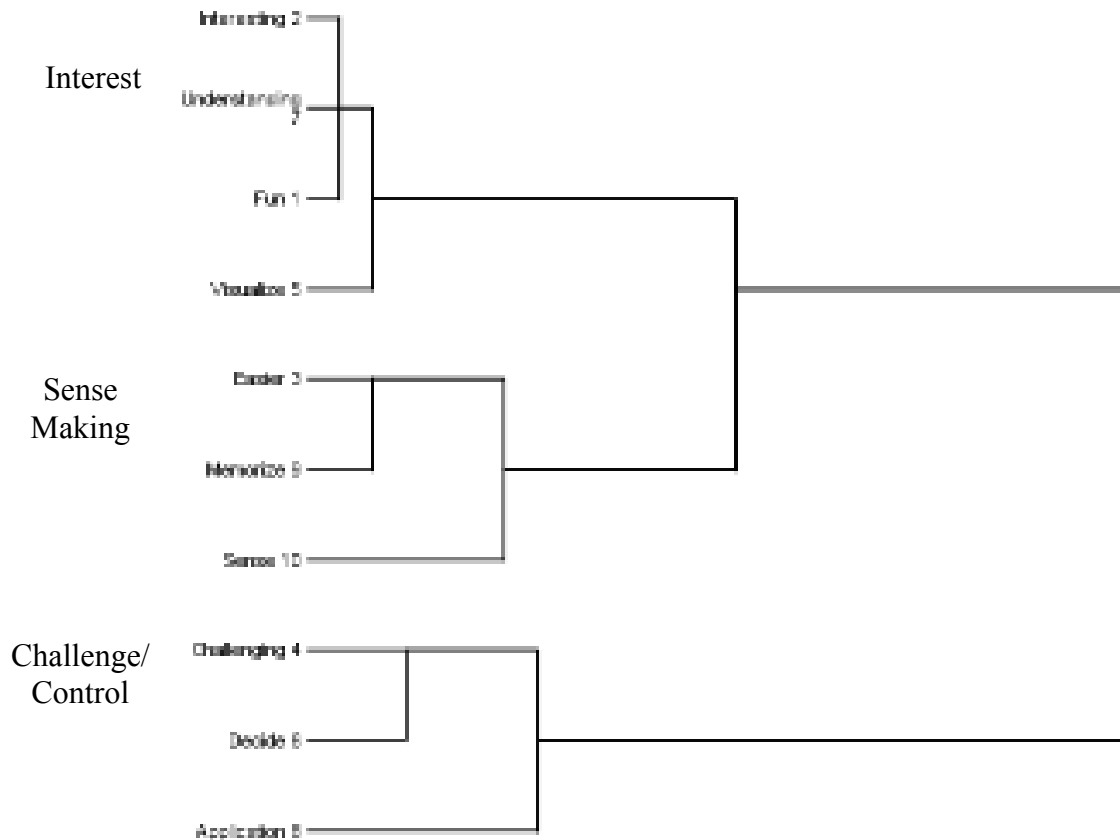 Interesting 2
Interest
Understanding
7
Fun 1
Visualize 5
Easier 3
Sense
Making
Memorize 9
Sense 10
Challenging 4
Challenge/
Control
Decide 6
Application 8